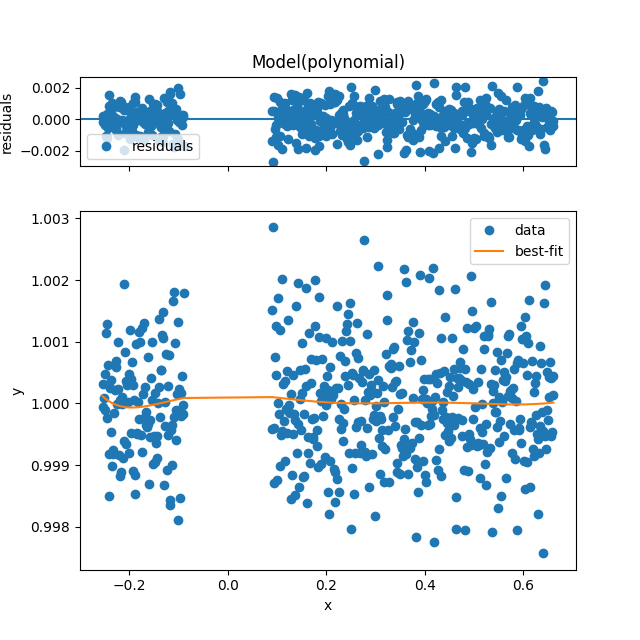 Model(polynomial)
residuals
0.002
0.000
−0.002
residuals
1.003
1.002
1.001
1.000
0.999
0.998
y
data
best-fit
−0.2
0.0
0.2
0.4
0.6
x